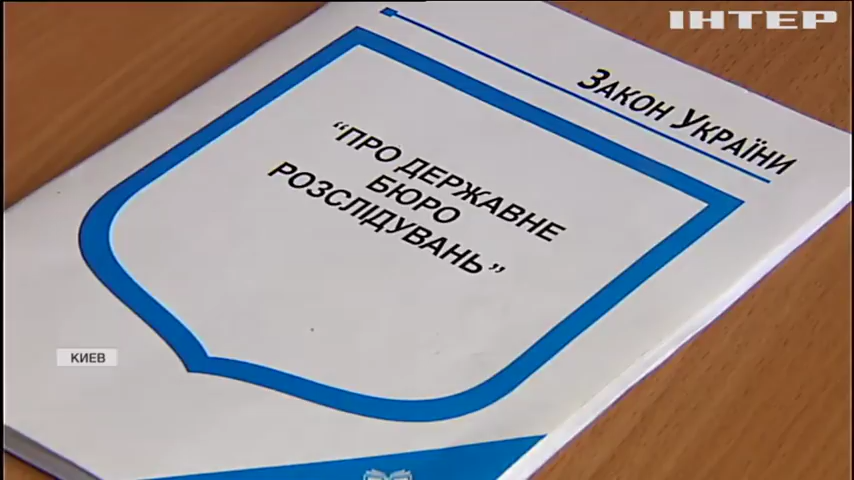 ІНТЕР
ЗАКОН УКРАЇНИ
“ПРО ДЕРЖАВНЕ
БЮРО
РОЗСЛІДУВАНЬ”
КИЕВ